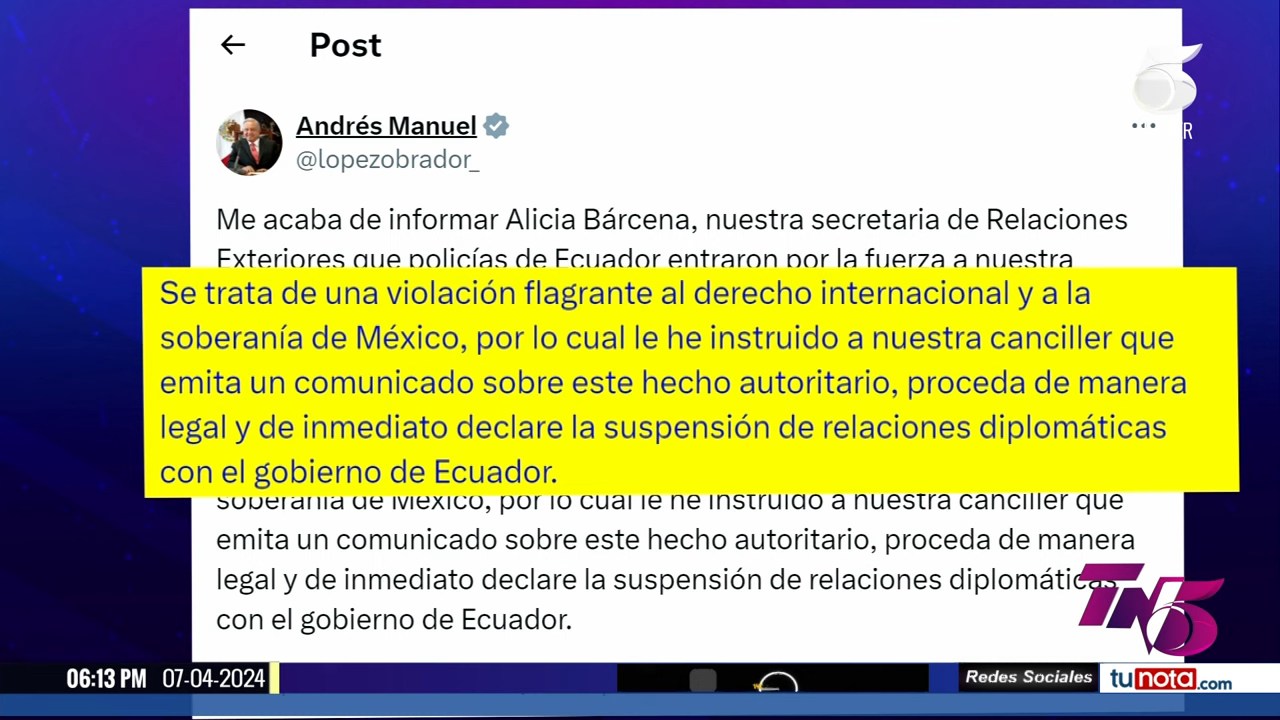 Post
Andrés Manuel
@lopezobrador_
R
Me acaba de informar Alicia Bárcena, nuestra secretaria de Relaciones
Exteriores que policías de Ecuador entraron por la fuerza a nuestra
Se trata de una violación flagrante al derecho internacional y a la
soberanía de México, por lo cual le he instruido a nuestra canciller que
emita un comunicado sobre este hecho autoritario, proceda de manera
legal y de inmediato declare la suspensión de relaciones diplomáticas
con el gobierno de Ecuador.
soberanía de México, por lo cual le he instruido a nuestra canciller que
emita un comunicado sobre este hecho autoritario, proceda de manera
legal y de inmediato declare la suspensión de relaciones diplomáticas
con el gobierno de Ecuador.
TN5
06:13 PM 07-04-2024
Redes Sociales
tunota.com